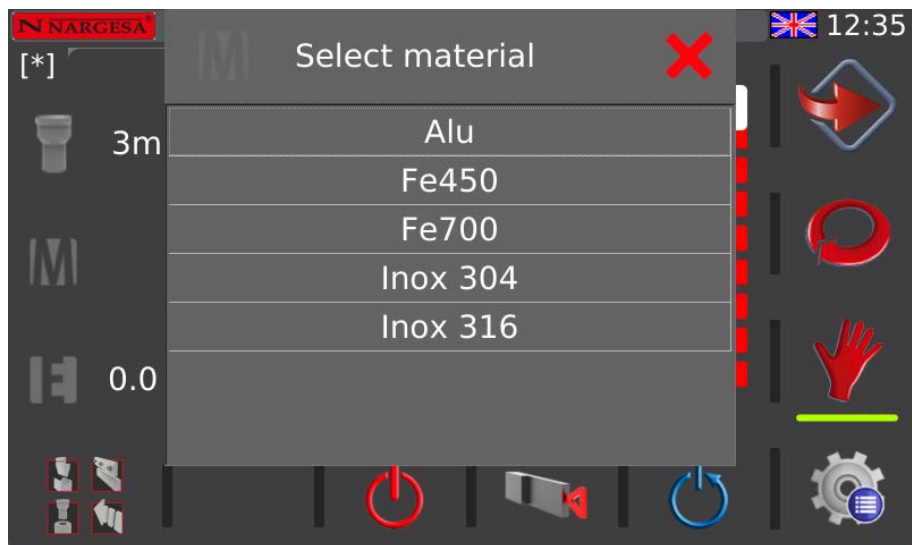 N NARGESA®
Select material
12:35
[*]
3m
Alu
Fe450
Fe700
Inox 304
Inox 316
0.0